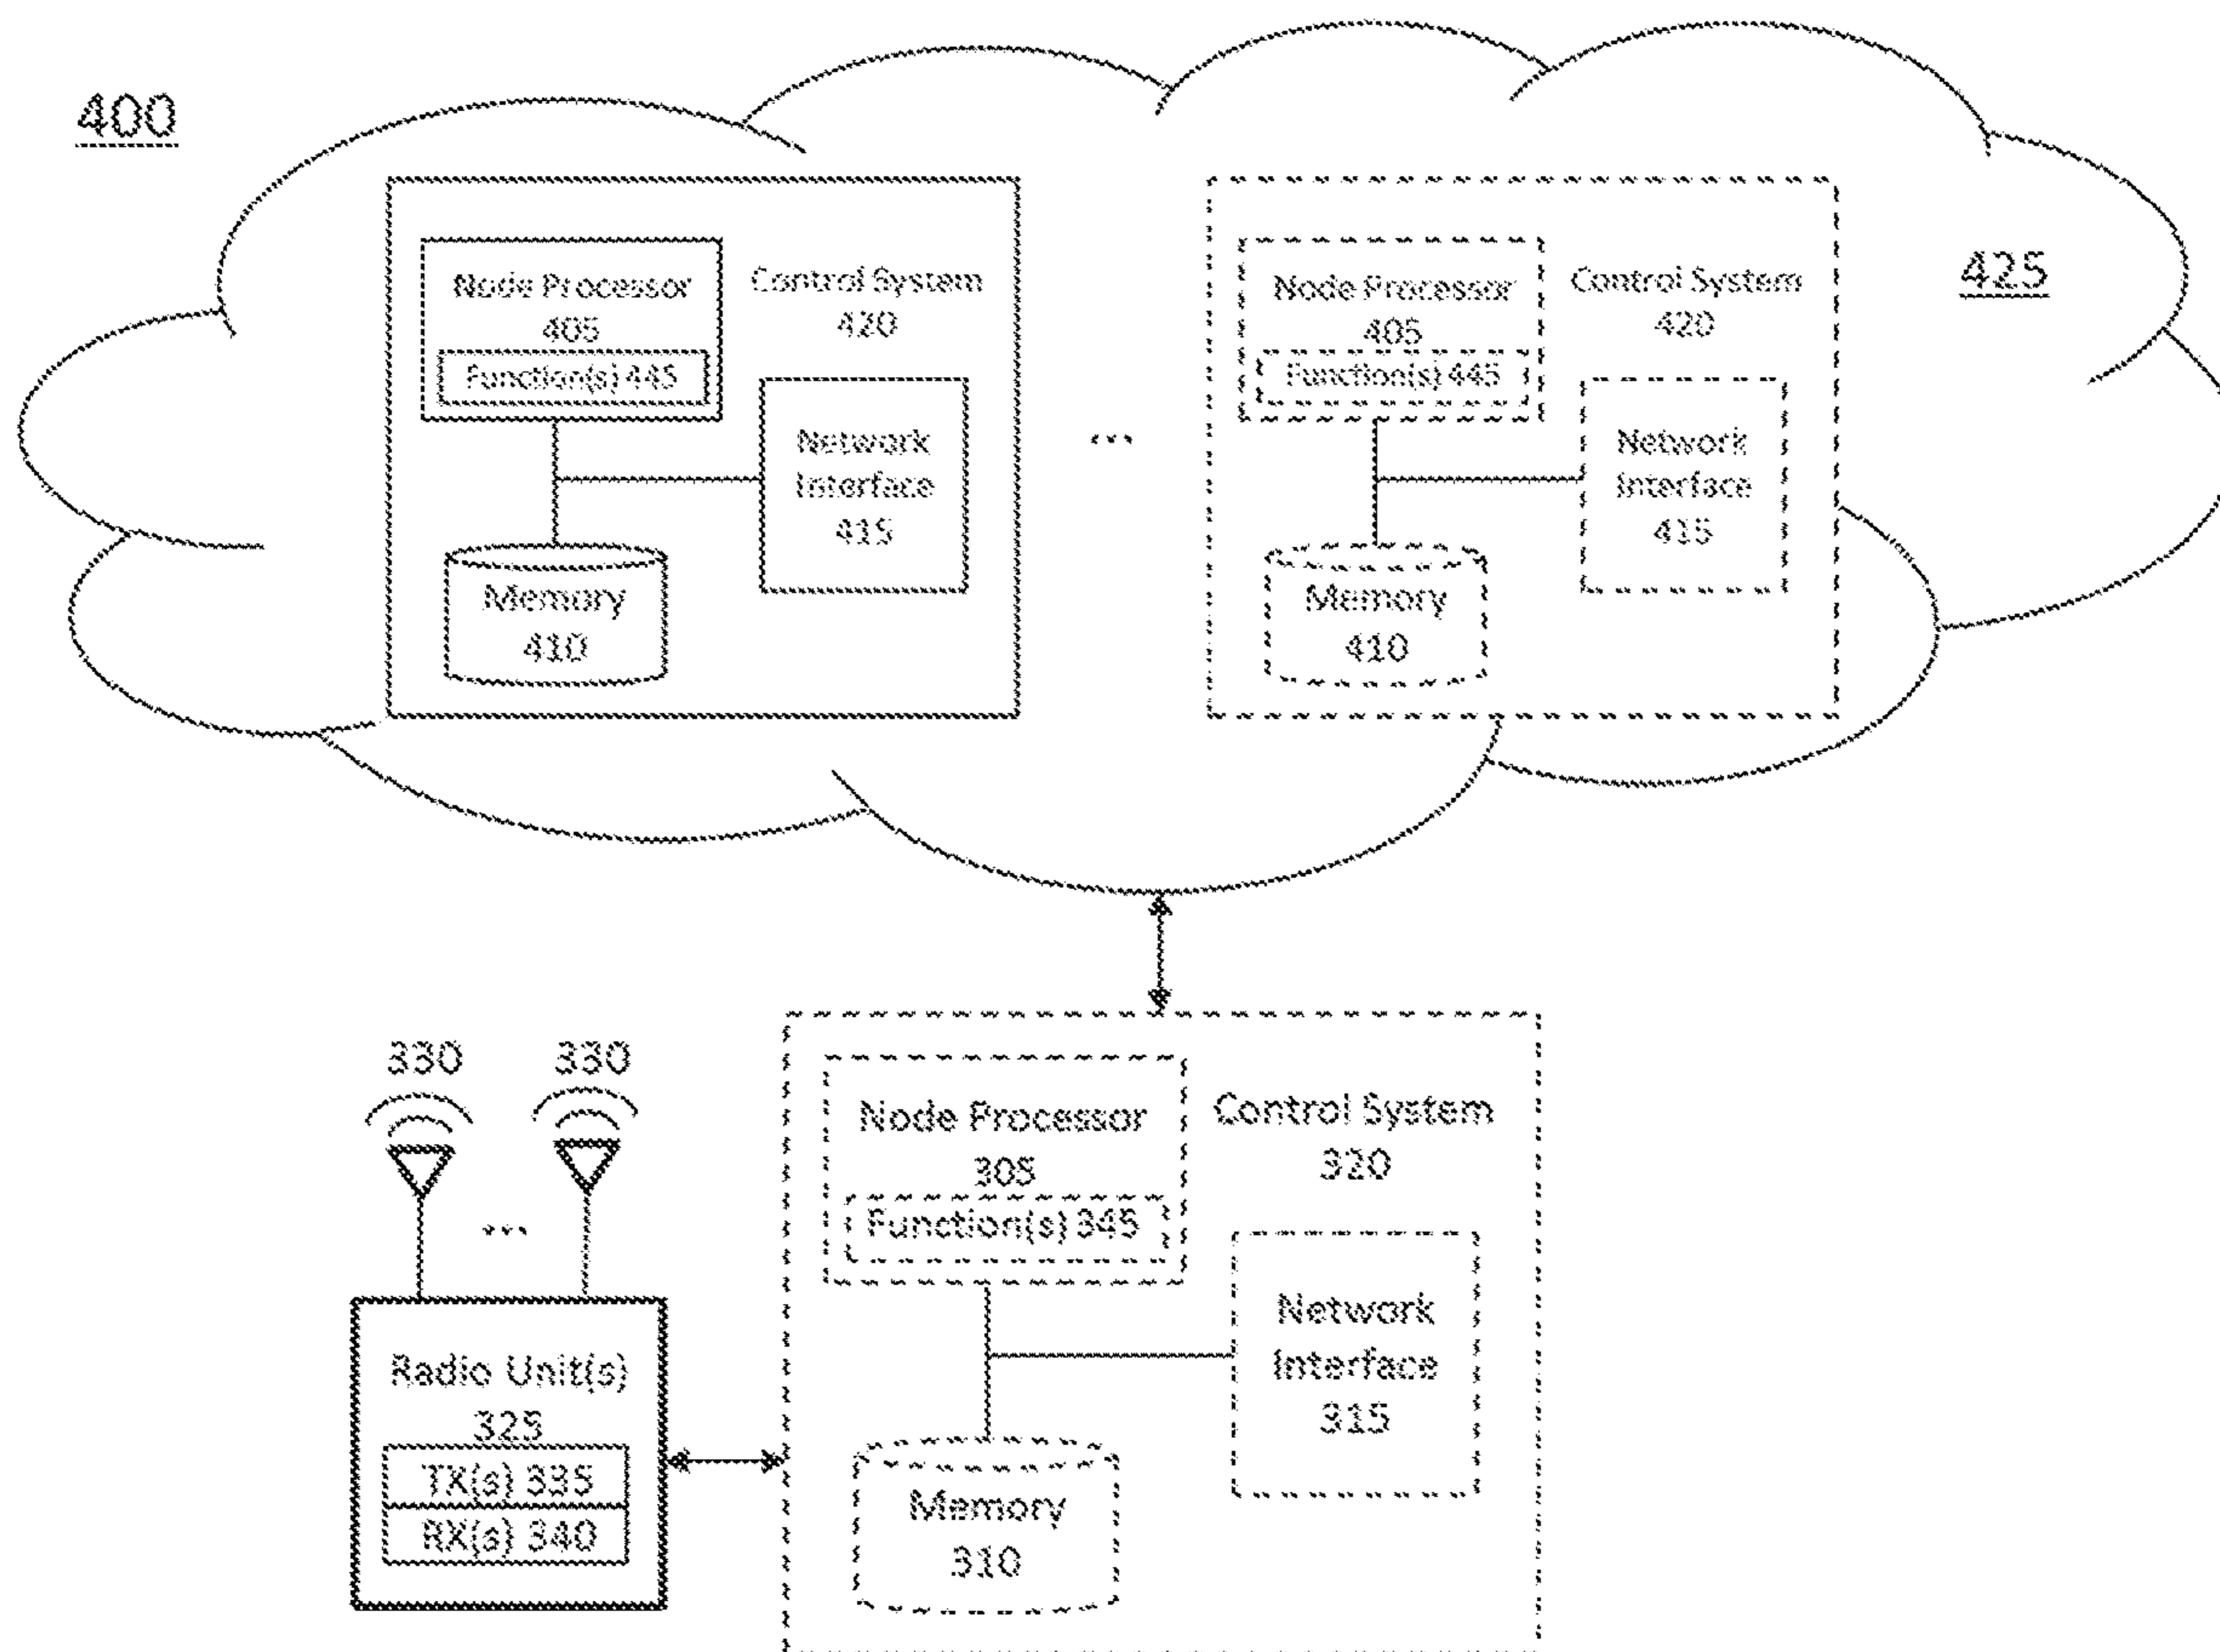 400
425
Node Processor
405
Function(s) 445
Control System
420
Network
Interface
415
Memory
410
...
Node Processor
405
Function(s) 445
Control System
420
Network
Interface
415
Memory
410
330
330
...
Radio Unit(s)
325
TX(s) 335
RX(s) 340
Node Processor
305
Function(s) 345
Control System
320
Network
Interface
315
Memory
310